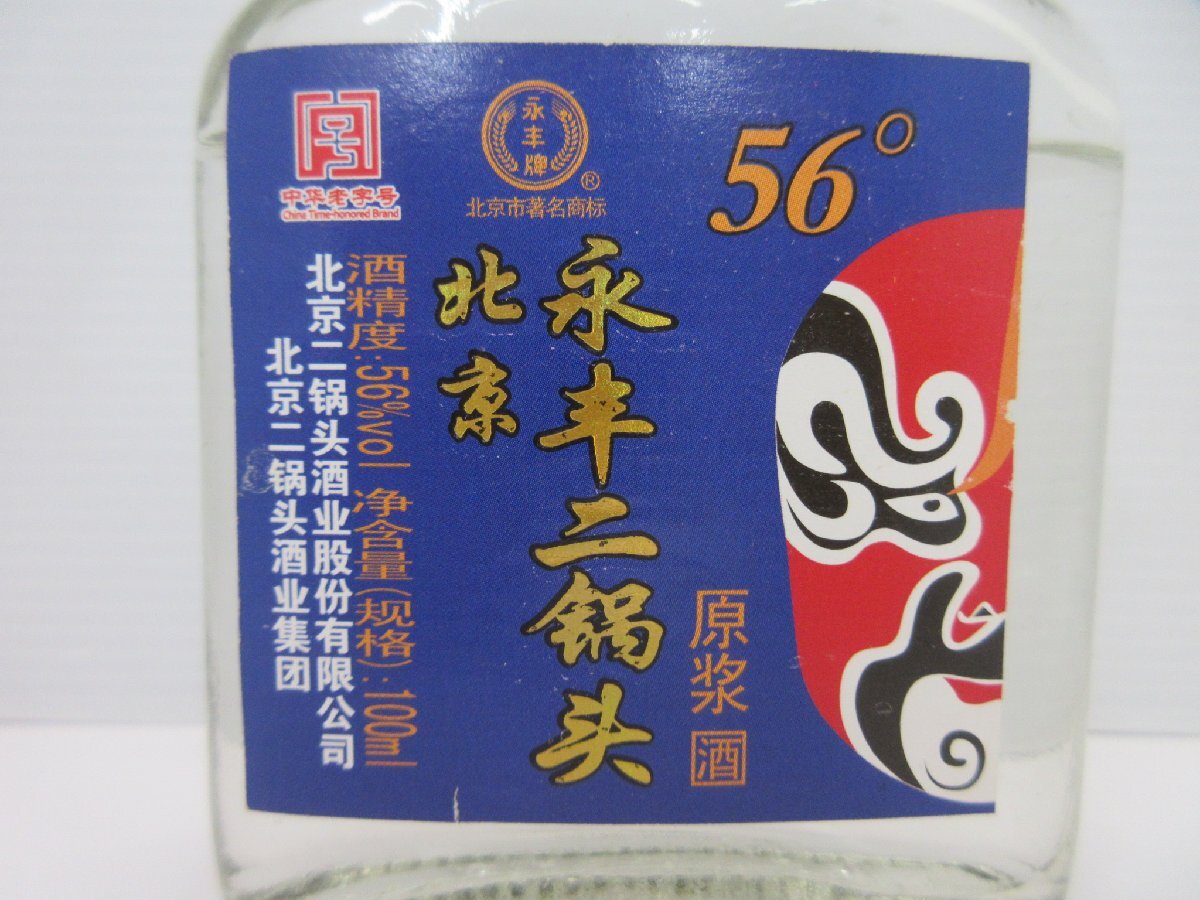 中华老字号
China Time-honored Brand
永丰牌
®
北京市著名商标
56°
北京
永丰二锅头
原浆酒
酒精度:56%vol 净含量(规格):100ml
北京二锅头酒业股份有限公司
北京二锅头酒业集团